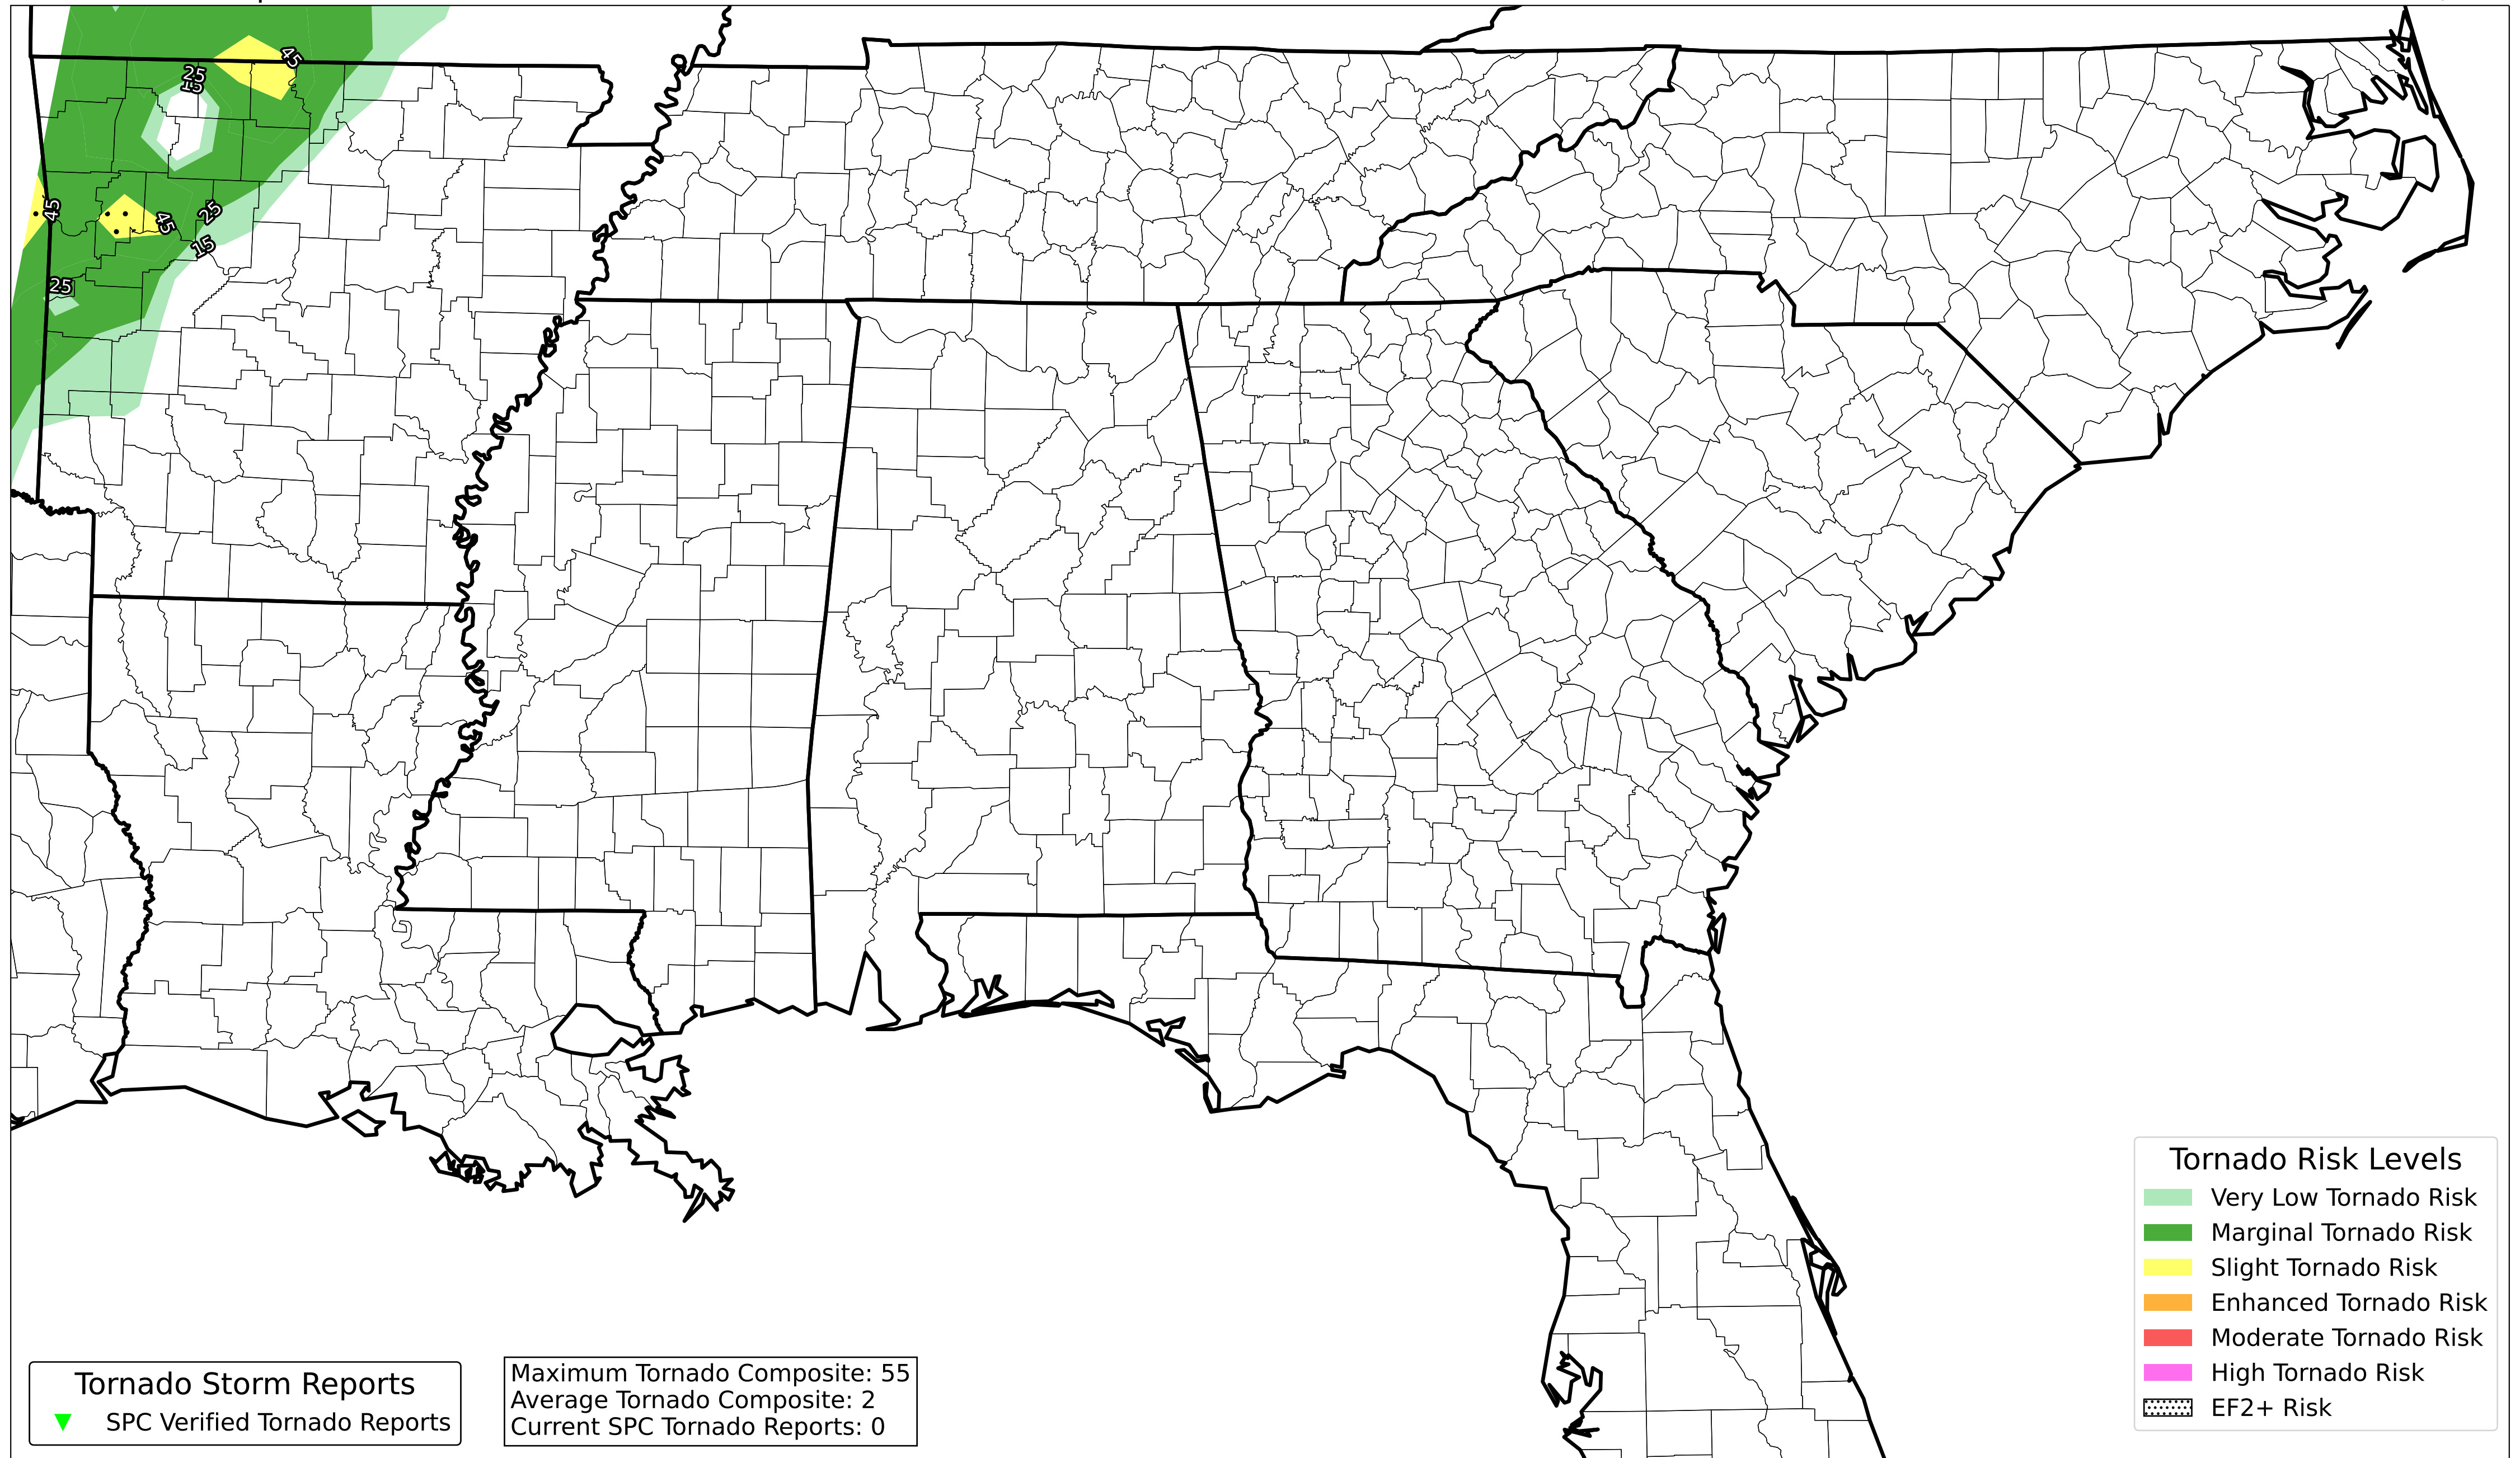 45
25
15
45
45
25
15
25
Tornado Risk Levels
Very Low Tornado Risk
Marginal Tornado Risk
Slight Tornado Risk
Enhanced Tornado Risk
Moderate Tornado Risk
High Tornado Risk
EF2+ Risk
Tornado Storm Reports
SPC Verified Tornado Reports
Maximum Tornado Composite: 55
Average Tornado Composite: 2
Current SPC Tornado Reports: 0